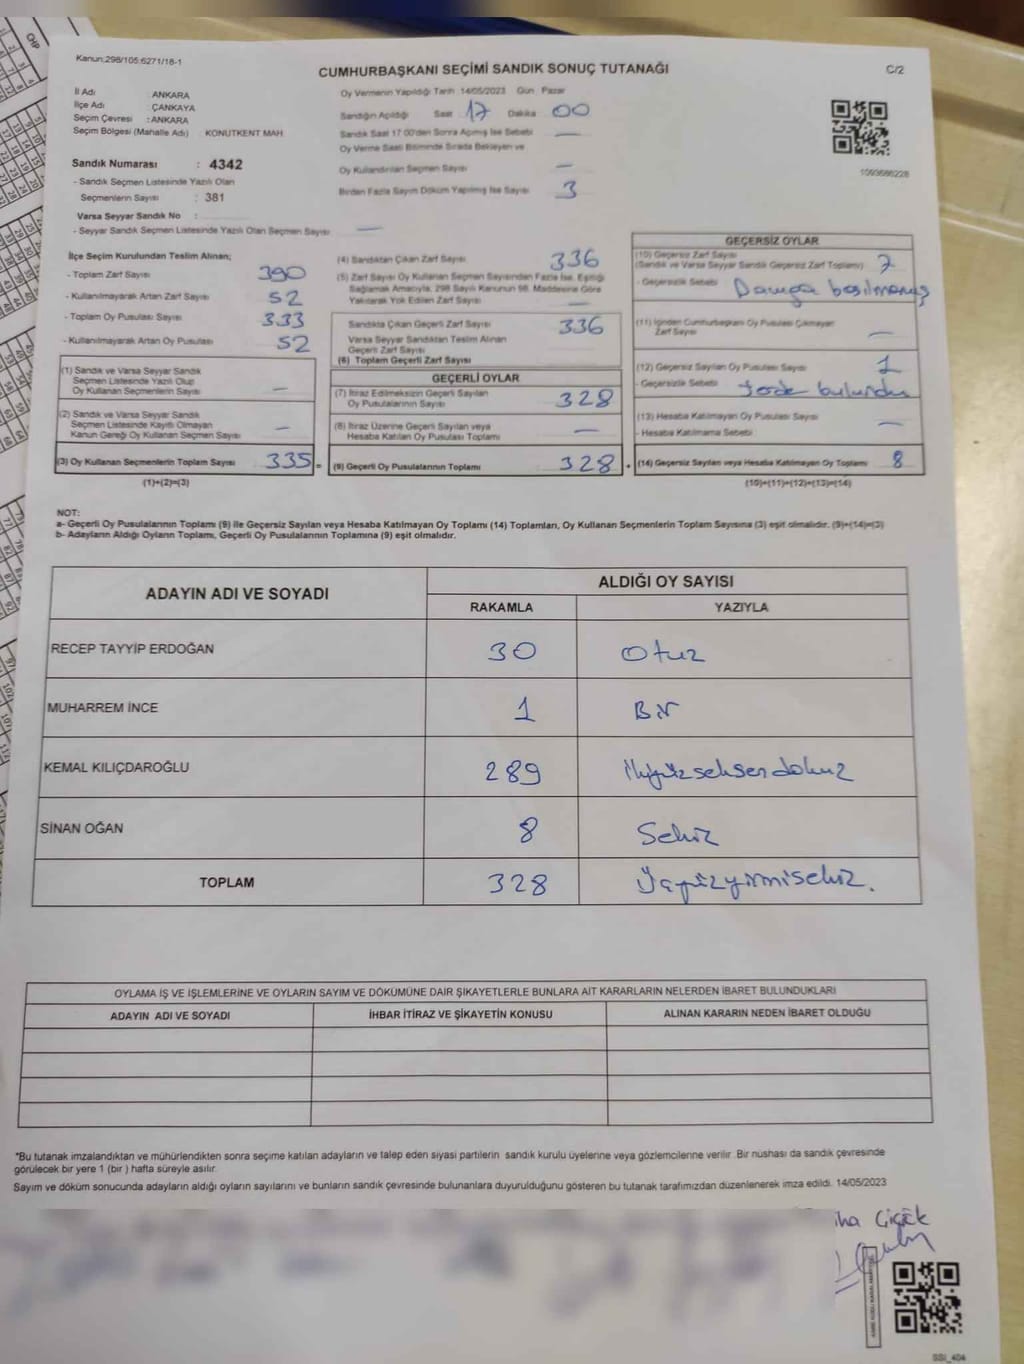 Kanun;298/105;6271/18-1
CUMHURBAŞKANI SEÇİMİ SANDIK SONUÇ TUTANAĞI
C/2
İl Adı : ANKARA
İlçe Adı : ÇANKAYA
Seçim Çevresi : ANKARA
Seçim Bölgesi (Mahalle Adı) : KONUTKENT MAH
Sandık Numarası : 4342
- Sandık Seçmen Listesinde Yazılı Olan
Seçmenlerin Sayısı : 381
Varsa Seyyar Sandık No :
- Seyyar Sandık Seçmen Listesinde Yazılı Olan Seçmen Sayısı —
Oy Vermenin Yapıldığı Tarih :14/05/2023 Gün Pazar
Sandığın Açıldığı Saat 17 Dakika 00
Sandık Saat 17:00'den Sonra Açılmış İse Sebebi —
Oy Verme Saati Bitiminde Sırada Bekleyen ve
Oy Kullandırılan Seçmen Sayısı —
Birden Fazla Sayım Döküm Yapılmış İse Sayısı 3
1093686228
İlçe Seçim Kurulundan Teslim Alınan;
- Toplam Zarf Sayısı 390
- Kullanılmayarak Artan Zarf Sayısı 52
- Toplam Oy Pusulası Sayısı 333
- Kullanılmayarak Artan Oy Pusulası 52
(1) Sandık ve Varsa Seyyar Sandık
Seçmen Listesinde Yazılı Olup
Oy Kullanan Seçmenlerin Sayısı —
(2) Sandık ve Varsa Seyyar Sandık
Seçmen Listesinde Kayıtlı Olmayan
Kanun Gereği Oy Kullanan Seçmen Sayısı —
(3) Oy Kullanan Seçmenlerin Toplam Sayısı 335 =
(1)+(2)=(3)
(4) Sandıktan Çıkan Zarf Sayısı 336
(5) Zarf Sayısı Oy Kullanan Seçmen Sayısından Fazla İse, Eşitliği
Sağlamak Amacıyla, 298 Sayılı Kanunun 98. Maddesine Göre
Yakılarak Yok Edilen Zarf Sayısı —
Sandıkta Çıkan Geçerli Zarf Sayısı 336
Varsa Seyyar Sandıktan Teslim Alınan
Geçerli Zarf Sayısı
(6) Toplam Geçerli Zarf Sayısı
GEÇERLİ OYLAR
(7) İtiraz Edilmeksizin Geçerli Sayılan
Oy Pusulalarının Sayısı 328
(8) İtiraz Üzerine Geçerli Sayılan veya
Hesaba Katılan Oy Pusulası Toplamı —
(9) Geçerli Oy Pusulalarının Toplamı 328 +
GEÇERSİZ OYLAR
(10) Geçersiz Zarf Sayısı
(Sandık ve Varsa Seyyar Sandık Geçersiz Zarf Toplamı) 7
- Geçersizlik Sebebi Damga basılmamış
(11) İçinden Cumhurbaşkanı Oy Pusulası Çıkmayan
Zarf Sayısı —
(12) Geçersiz Sayılan Oy Pusulası Sayısı 1
- Geçersizlik Sebebi bulundu
(13) Hesaba Katılmayan Oy Pusulası Sayısı —
- Hesaba Katılmama Sebebi
(14) Geçersiz Sayılan veya Hesaba Katılmayan Oy Toplamı 8
(10)+(11)+(12)+(13)=(14)
NOT:
a- Geçerli Oy Pusulalarının Toplamı (9) ile Geçersiz Sayılan veya Hesaba Katılmayan Oy Toplamı (14) Toplamları, Oy Kullanan Seçmenlerin Toplam Sayısına (3) eşit olmalıdır. (9)+(14)=(3)
b- Adayların Aldığı Oyların Toplamı, Geçerli Oy Pusulalarının Toplamına (9) eşit olmalıdır.
ADAYIN ADI VE SOYADI
ALDIĞI OY SAYISI
RAKAMLA YAZIYLA
RECEP TAYYİP ERDOĞAN 30 Otuz
MUHARREM İNCE 1 Bir
KEMAL KILIÇDAROĞLU 289 İkiyüzseksendokuz
SİNAN OĞAN 8 Sekiz
TOPLAM 328 Üçyüzyirmisekiz.
OYLAMA İŞ VE İŞLEMLERİNE VE OYLARIN SAYIM VE DÖKÜMÜNE DAİR ŞİKAYETLERLE BUNLARA AİT KARARLARIN NELERDEN İBARET BULUNDUKLARI
ADAYIN ADI VE SOYADI İHBAR İTİRAZ VE ŞİKAYETİN KONUSU ALINAN KARARIN NEDEN İBARET OLDUĞU
*Bu tutanak imzalandıktan ve mühürlendikten sonra seçime katılan adayların ve talep eden siyasi partilerin sandık kurulu üyelerine veya gözlemcilerine verilir. Bir nüshası da sandık çevresinde
görülecek bir yere 1 (bir ) hafta süreyle asılır.
Sayım ve döküm sonucunda adayların aldığı oyların sayılarını ve bunların sandık çevresinde bulunanlara duyurulduğunu gösteren bu tutanak tarafımızdan düzenlenerek imza edildi. 14/05/2023
Çiçek
SSI_404
CHP